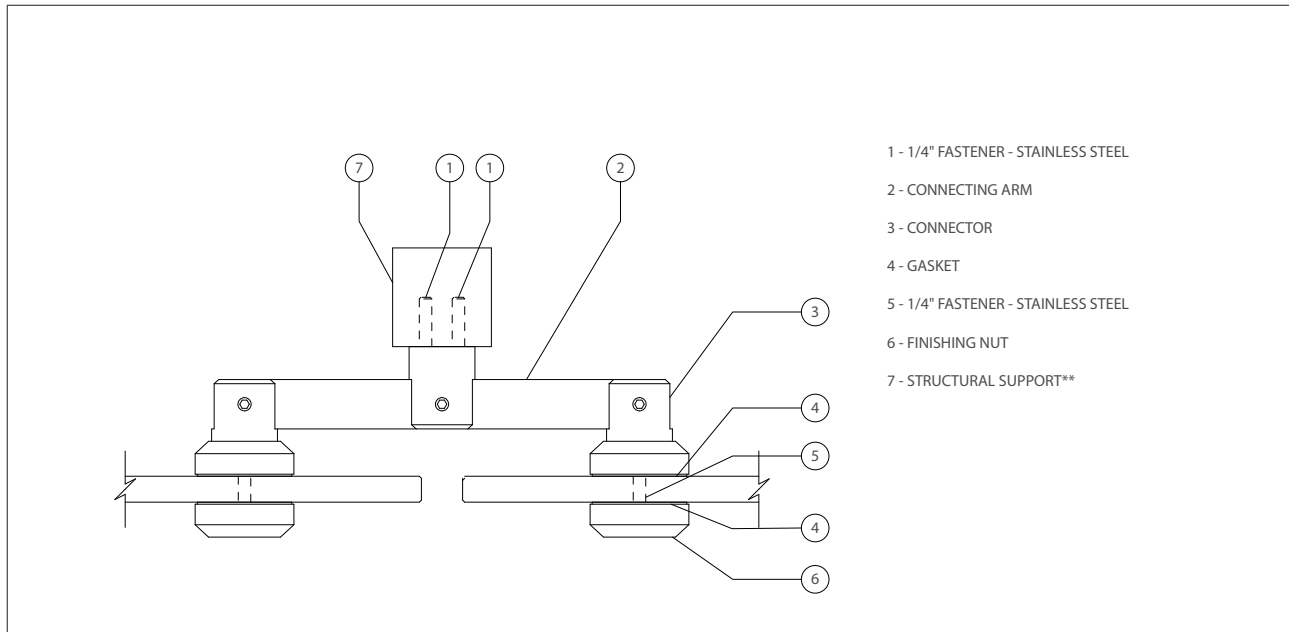 7
1
1
2
3
4
5
4
6
1 - 1/4" FASTENER - STAINLESS STEEL
2 - CONNECTING ARM
3 - CONNECTOR
4 - GASKET
5 - 1/4" FASTENER - STAINLESS STEEL
6 - FINISHING NUT
7 - STRUCTURAL SUPPORT**